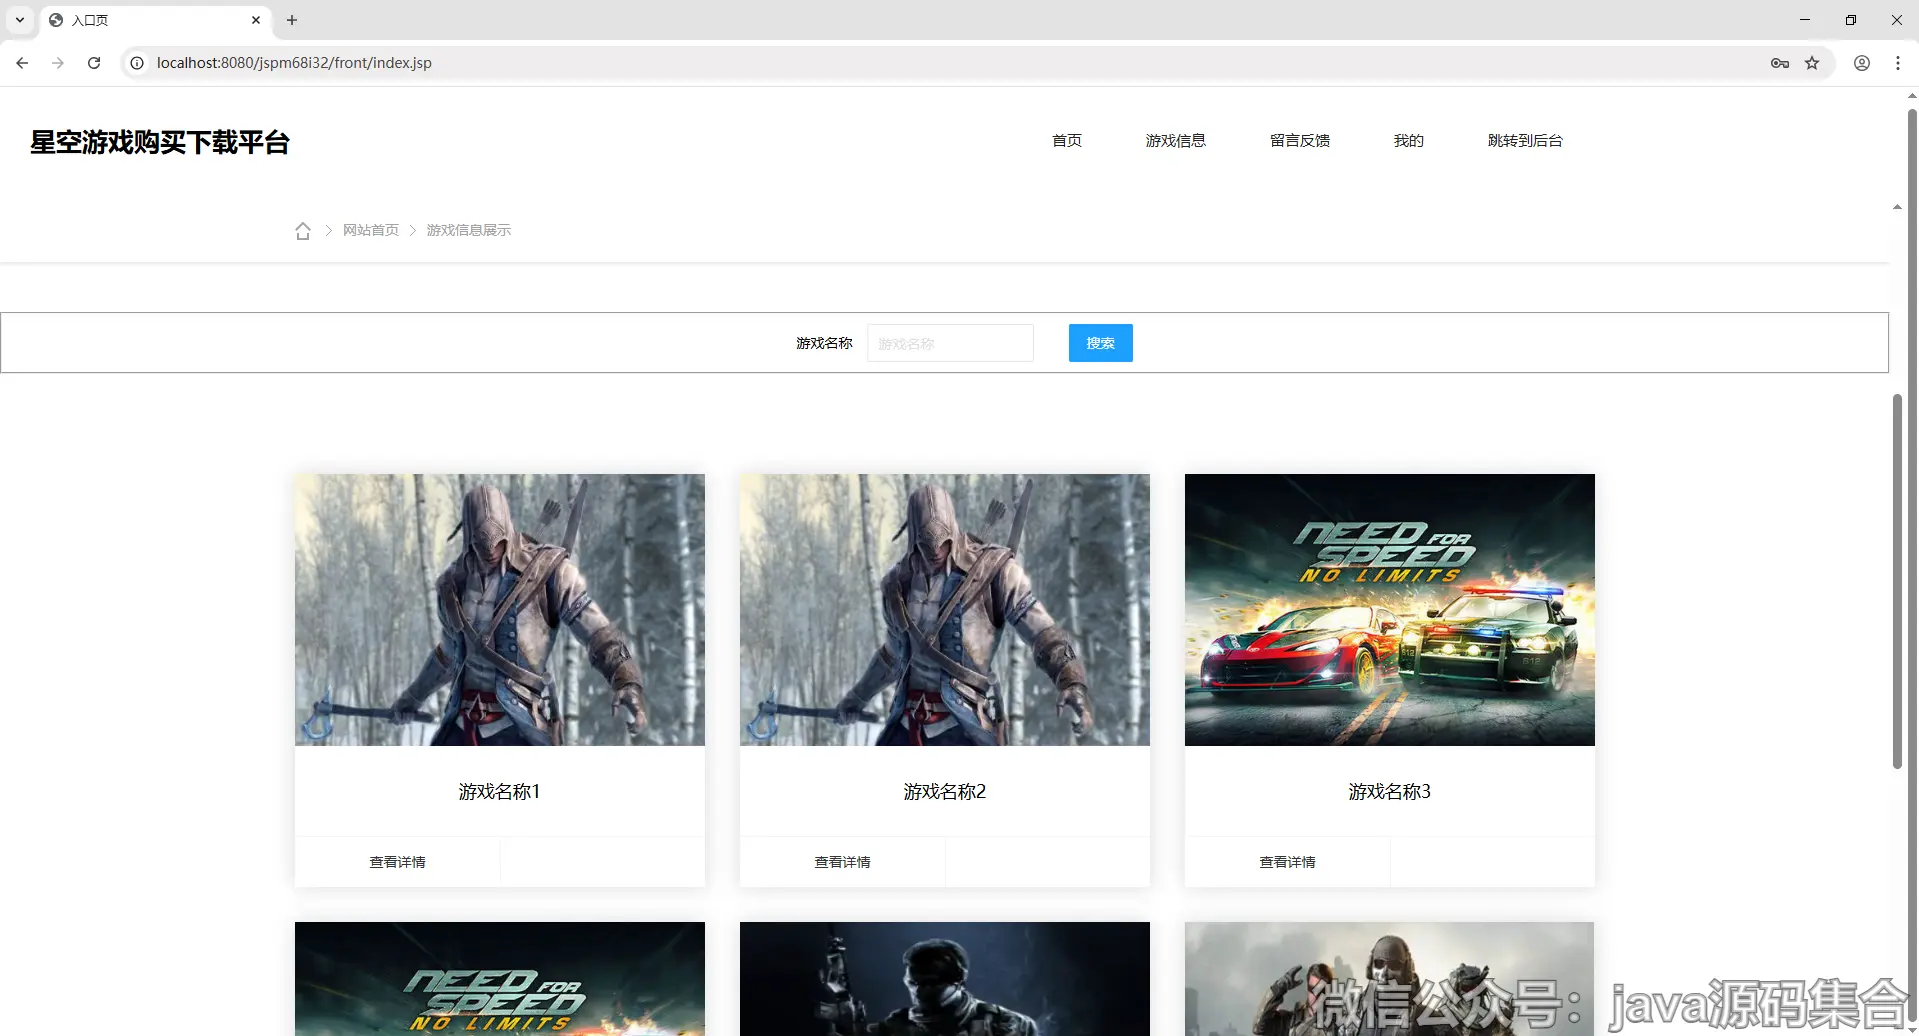 入口页
localhost:8080/jspm68i32/front/index.jsp
星空游戏购买下载平台
首页 游戏信息 留言反馈 我的 跳转到后台
网站首页 游戏信息展示
游戏名称 游戏名称 搜索
NEED FOR
SPEED
NO LIMITS
612 612
游戏名称1 游戏名称2 游戏名称3
查看详情 查看详情 查看详情
NEED FOR
SPEED
NO LIMITS
微信公众号：java源码集合